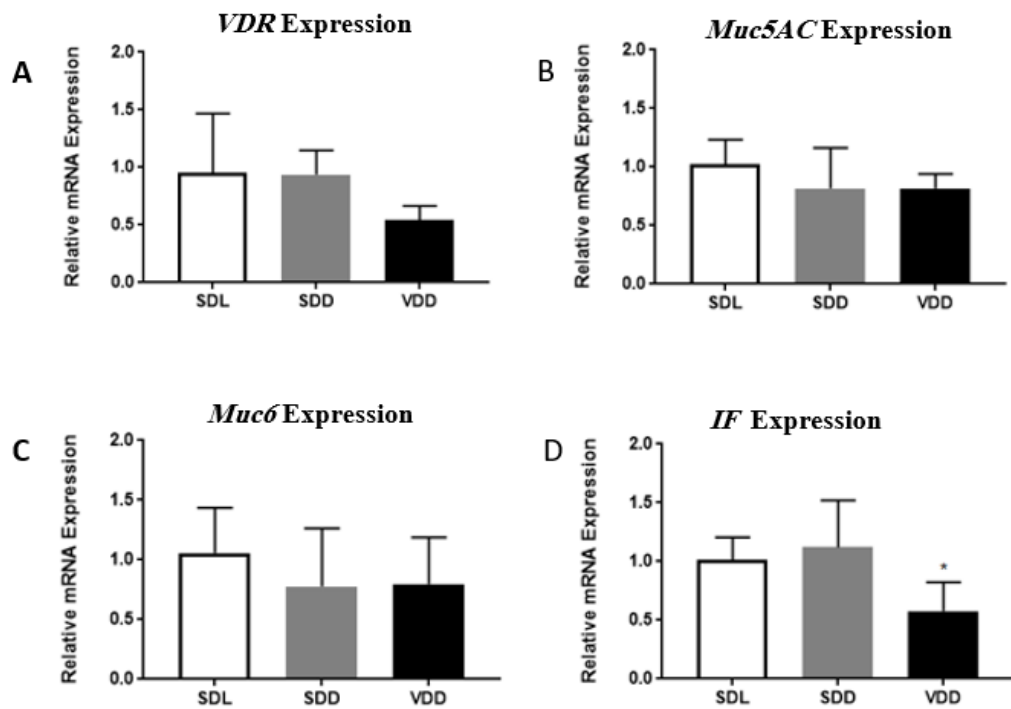 VDR Expression
A
Relative mRNA Expression
2.0
1.5
1.0
0.5
0.0
SDL SDD VDD
Muc5AC Expression
B
Relative mRNA Expression
2.0
1.5
1.0
0.5
0.0
SDL SDD VDD
Muc6 Expression
C
Relative mRNA Expression
2.0
1.5
1.0
0.5
0.0
SDL SDD VDD
IF Expression
D
Relative mRNA Expression
2.0
1.5
1.0
0.5
0.0
*
SDL SDD VDD